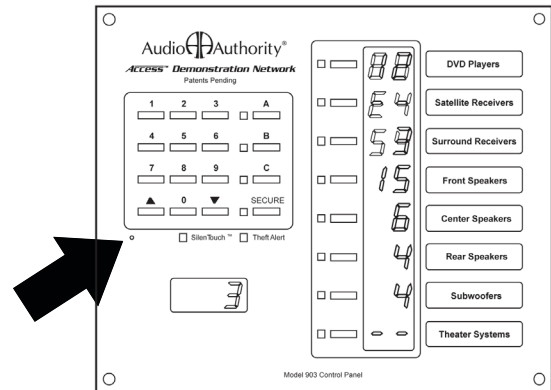 Audio Authority®
Access™ Demonstration Network
Patents Pending
1 2 3 A
4 5 6 B
7 8 9 C
▲ 0 ▼ SECURE
SilenTouch™ Theft Alert
3
88 DVD Players
E4 Satellite Receivers
59 Surround Receivers
15 Front Speakers
6 Center Speakers
4 Rear Speakers
4 Subwoofers
-- Theater Systems
Model 903 Control Panel